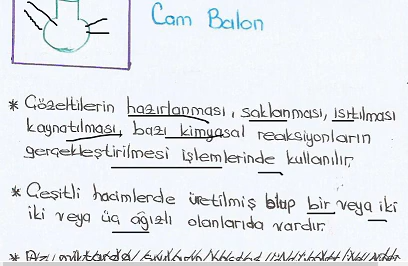 Cam Balon
* Çözeltilerin hazırlanması, saklanması, ısıtılması
kaynatılması, bazı kimyasal reaksiyonların
gerçekleştirilmesi işlemlerinde kullanılır.
* Çeşitli hacimlerde üretilmiş olup bir veya iki
iki veya üç ağızlı olanlarıda vardır.